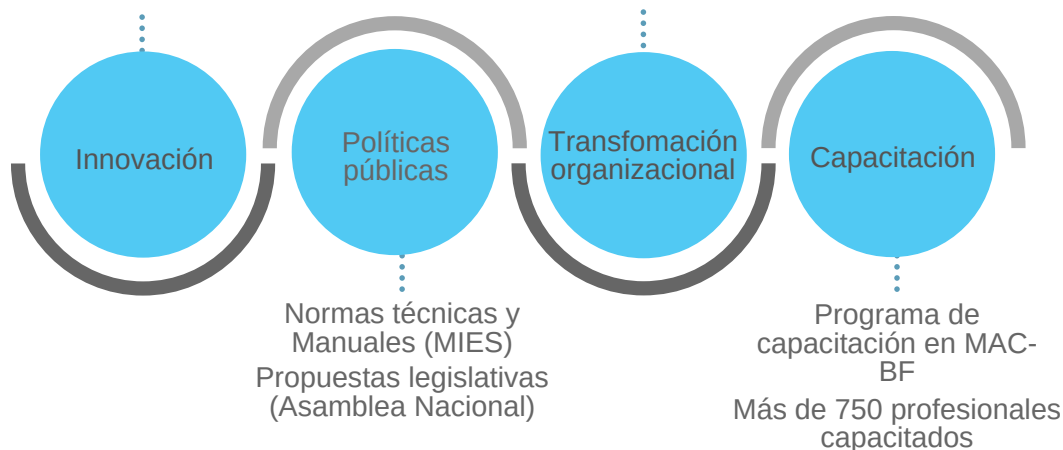 Innovación
Políticas
públicas
Transfomación
organizacional
Capacitación
Normas técnicas y
Manuales (MIES)
Propuestas legislativas
(Asamblea Nacional)
Programa de
capacitación en MAC-
BF
Más de 750 profesionales
capacitados